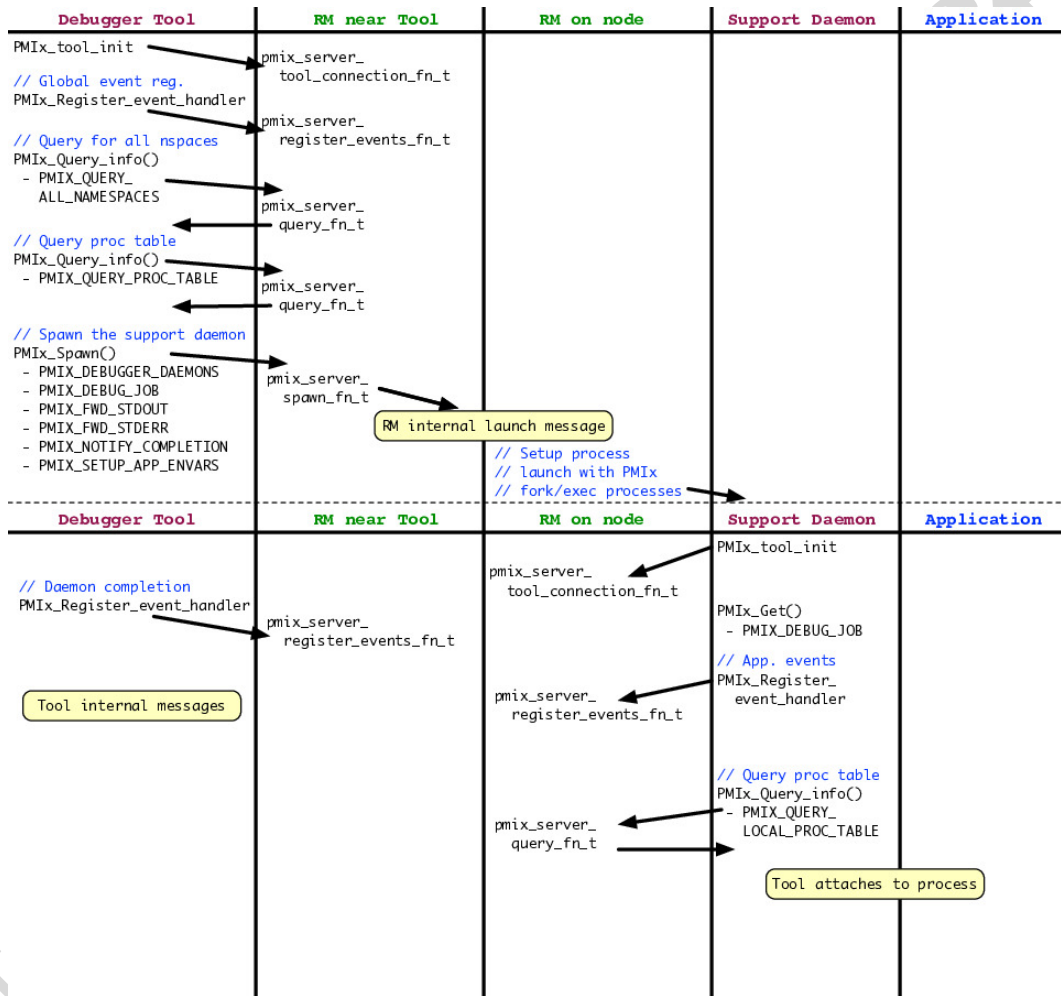 Debugger Tool RM near Tool RM on node Support Daemon Application
PMIx_tool_init
pmix_server_
tool_connection_fn_t
// Global event reg.
PMIx_Register_event_handler
pmix_server_
register_events_fn_t
// Query for all nspaces
PMIx_Query_info()
- PMIX_QUERY_
ALL_NAMESPACES
pmix_server_
query_fn_t
// Query proc table
PMIx_Query_info()
- PMIX_QUERY_PROC_TABLE
pmix_server_
query_fn_t
// Spawn the support daemon
PMIx_Spawn()
- PMIX_DEBUGGER_DAEMONS
- PMIX_DEBUG_JOB
- PMIX_FWD_STDOUT
- PMIX_FWD_STDERR
- PMIX_NOTIFY_COMPLETION
- PMIX_SETUP_APP_ENVARS
pmix_server_
spawn_fn_t
RM internal launch message
// Setup process
// launch with PMIx
// fork/exec processes
Debugger Tool RM near Tool RM on node Support Daemon Application
PMIx_tool_init
pmix_server_
tool_connection_fn_t
// Daemon completion
PMIx_Register_event_handler
pmix_server_
register_events_fn_t
PMIx_Get()
- PMIX_DEBUG_JOB
// App. events
PMIx_Register_
event_handler
pmix_server_
register_events_fn_t
Tool internal messages
// Query proc table
PMIx_Query_info()
- PMIX_QUERY_
LOCAL_PROC_TABLE
pmix_server_
query_fn_t
Tool attaches to process